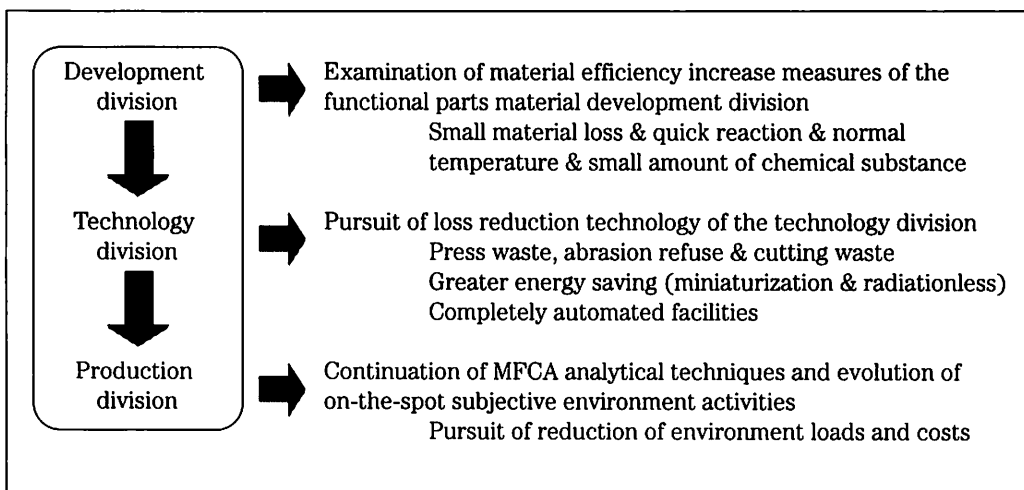 Development
division
Examination of material efficiency increase measures of the
functional parts material development division
Small material loss & quick reaction & normal
temperature & small amount of chemical substance
Technology
division
Pursuit of loss reduction technology of the technology division
Press waste, abrasion refuse & cutting waste
Greater energy saving (miniaturization & radiationless)
Completely automated facilities
Production
division
Continuation of MFCA analytical techniques and evolution of
on-the-spot subjective environment activities
Pursuit of reduction of environment loads and costs